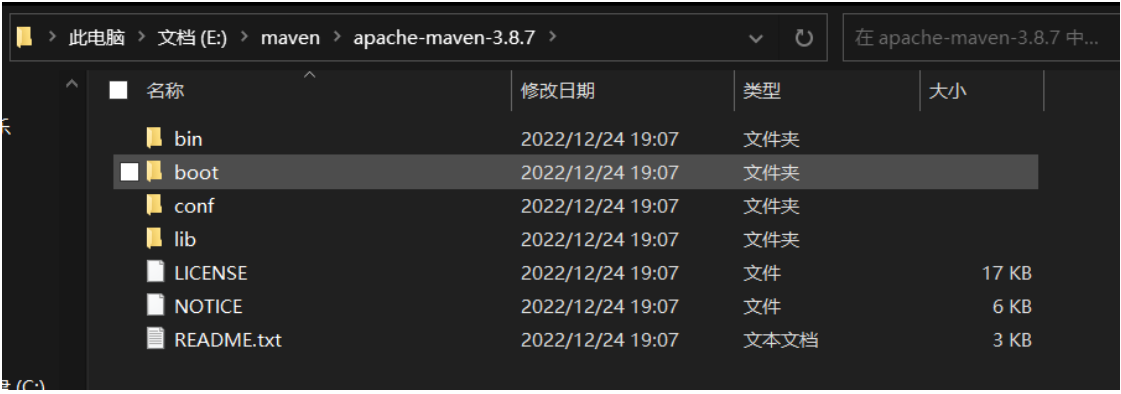 此电脑 > 文档 (E:) > maven > apache-maven-3.8.7 > 在 apache-maven-3.8.7 中...
名称 修改日期 类型 大小
bin 2022/12/24 19:07 文件夹
boot 2022/12/24 19:07 文件夹
conf 2022/12/24 19:07 文件夹
lib 2022/12/24 19:07 文件夹
LICENSE 2022/12/24 19:07 文件 17 KB
NOTICE 2022/12/24 19:07 文件 6 KB
README.txt 2022/12/24 19:07 文本文档 3 KB
(C:)